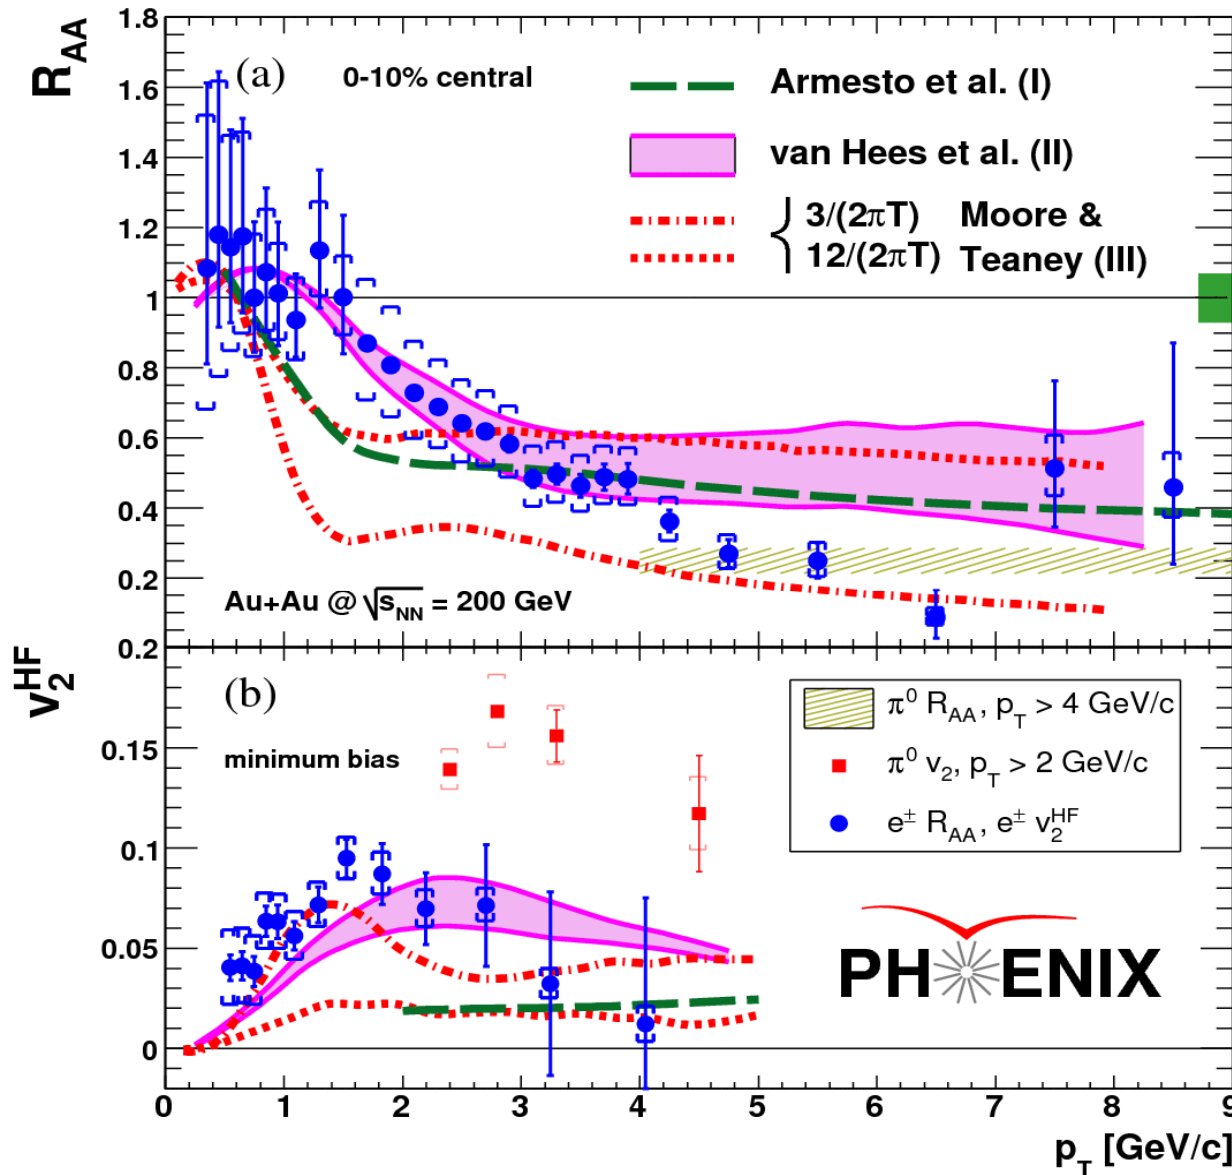 R_AA
1.8
1.6
1.4
1.2
1
0.8
0.6
0.4
0.2
(a)
0-10% central
Armesto et al. (I)
van Hees et al. (II)
3/(2πT) Moore &
12/(2πT) Teaney (III)
Au+Au @ √s_NN = 200 GeV
v_2^HF
0.2
0.15
0.1
0.05
0
(b)
minimum bias
π⁰ R_AA, p_T > 4 GeV/c
π⁰ v_2, p_T > 2 GeV/c
e± R_AA, e± v_2^HF
PHENIX
0 1 2 3 4 5 6 7 8 9
p_T [GeV/c]